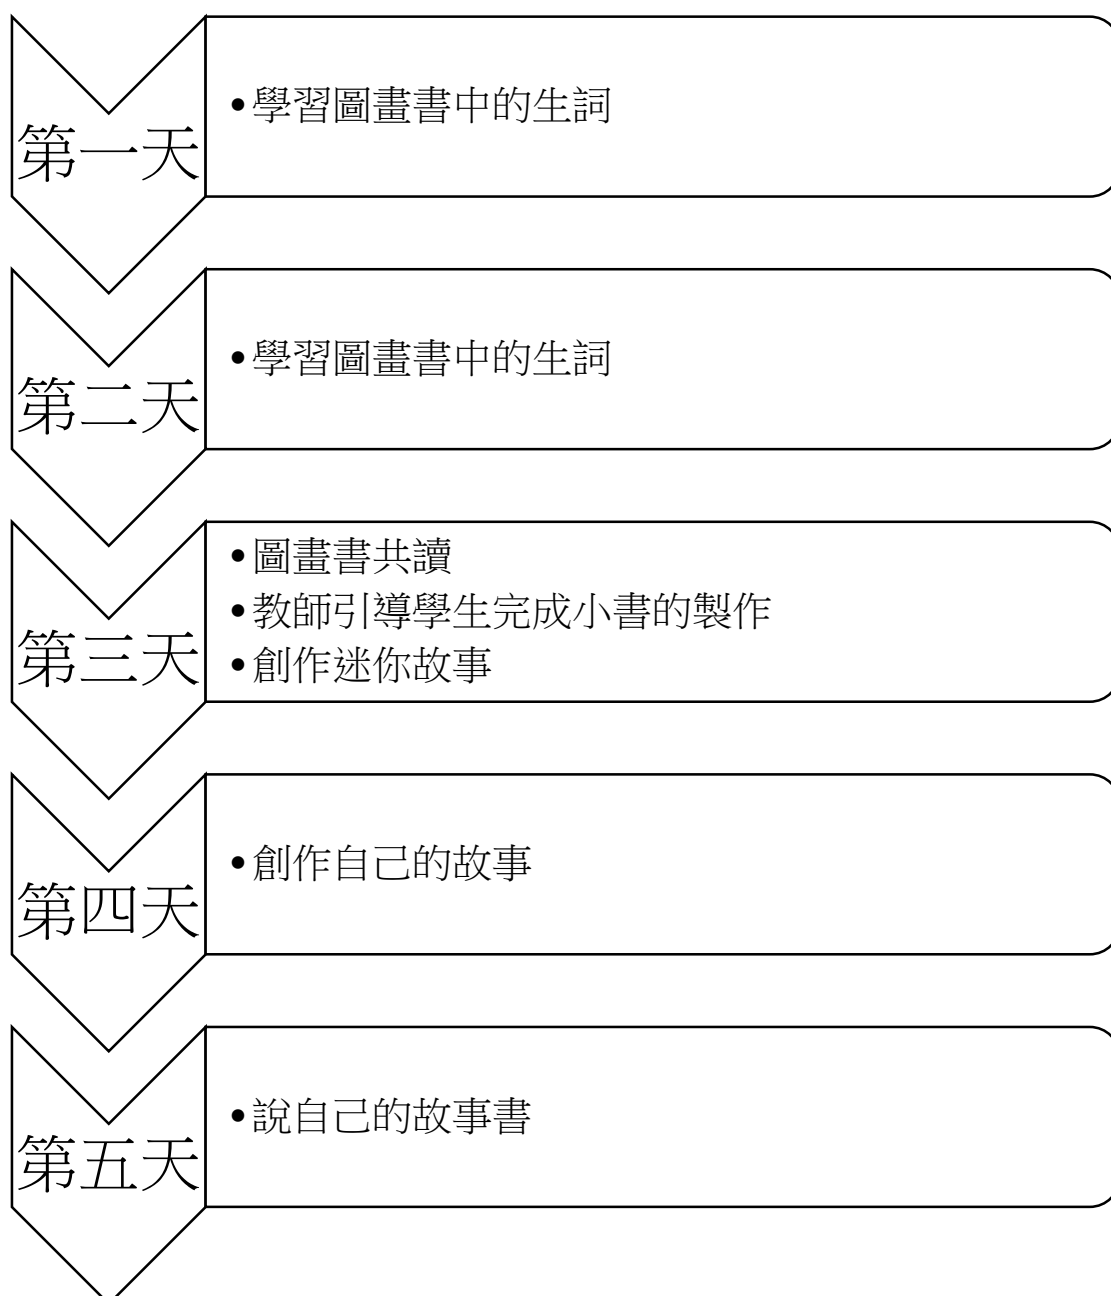 第一天
•學習圖畫書中的生詞
第二天
•學習圖畫書中的生詞
第三天
•圖畫書共讀
•教師引導學生完成小書的製作
•創作迷你故事
第四天
•創作自己的故事
第五天
•說自己的故事書